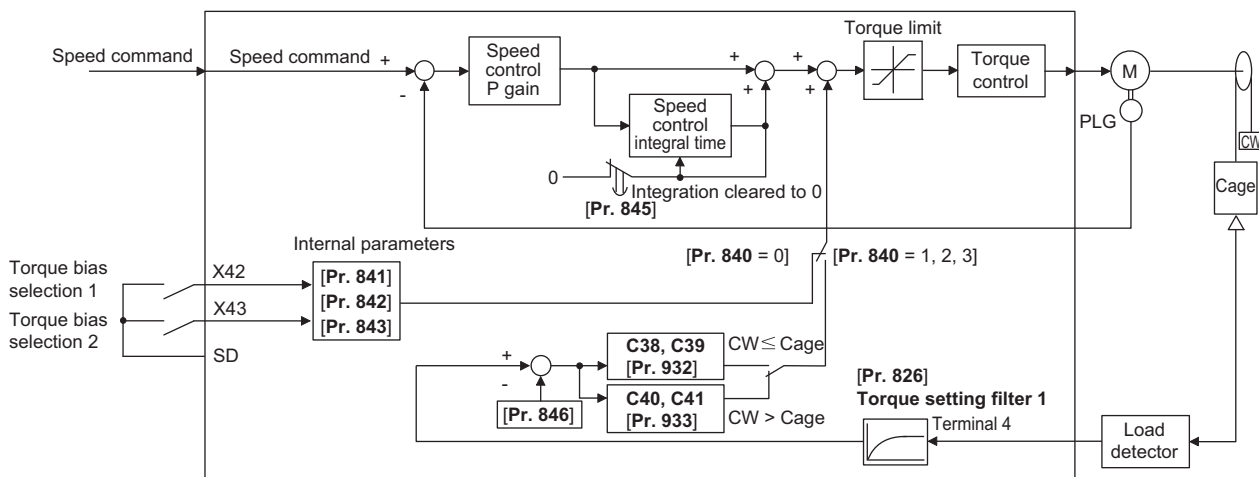 Speed command
Speed command
+
-
Speed
control
P gain
+
+
+
+
Torque limit
Torque
control
M
PLG
CW
Cage
Speed
control
integral time
0
Integration cleared to 0
[Pr. 845]
Internal parameters
[Pr. 840 = 0]
[Pr. 840 = 1, 2, 3]
Torque bias
selection 1
X42
[Pr. 841]
[Pr. 842]
[Pr. 843]
Torque bias
selection 2
X43
SD
+
-
[Pr. 846]
C38, C39
[Pr. 932]
CW ≤ Cage
C40, C41
[Pr. 933]
CW > Cage
[Pr. 826]
Torque setting filter 1
Terminal 4
Load
detector